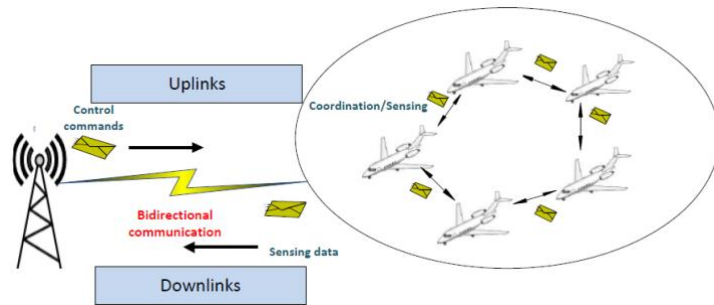 Uplinks
Control
commands
Coordination/Sensing
Bidirectional
communication
Sensing data
Downlinks